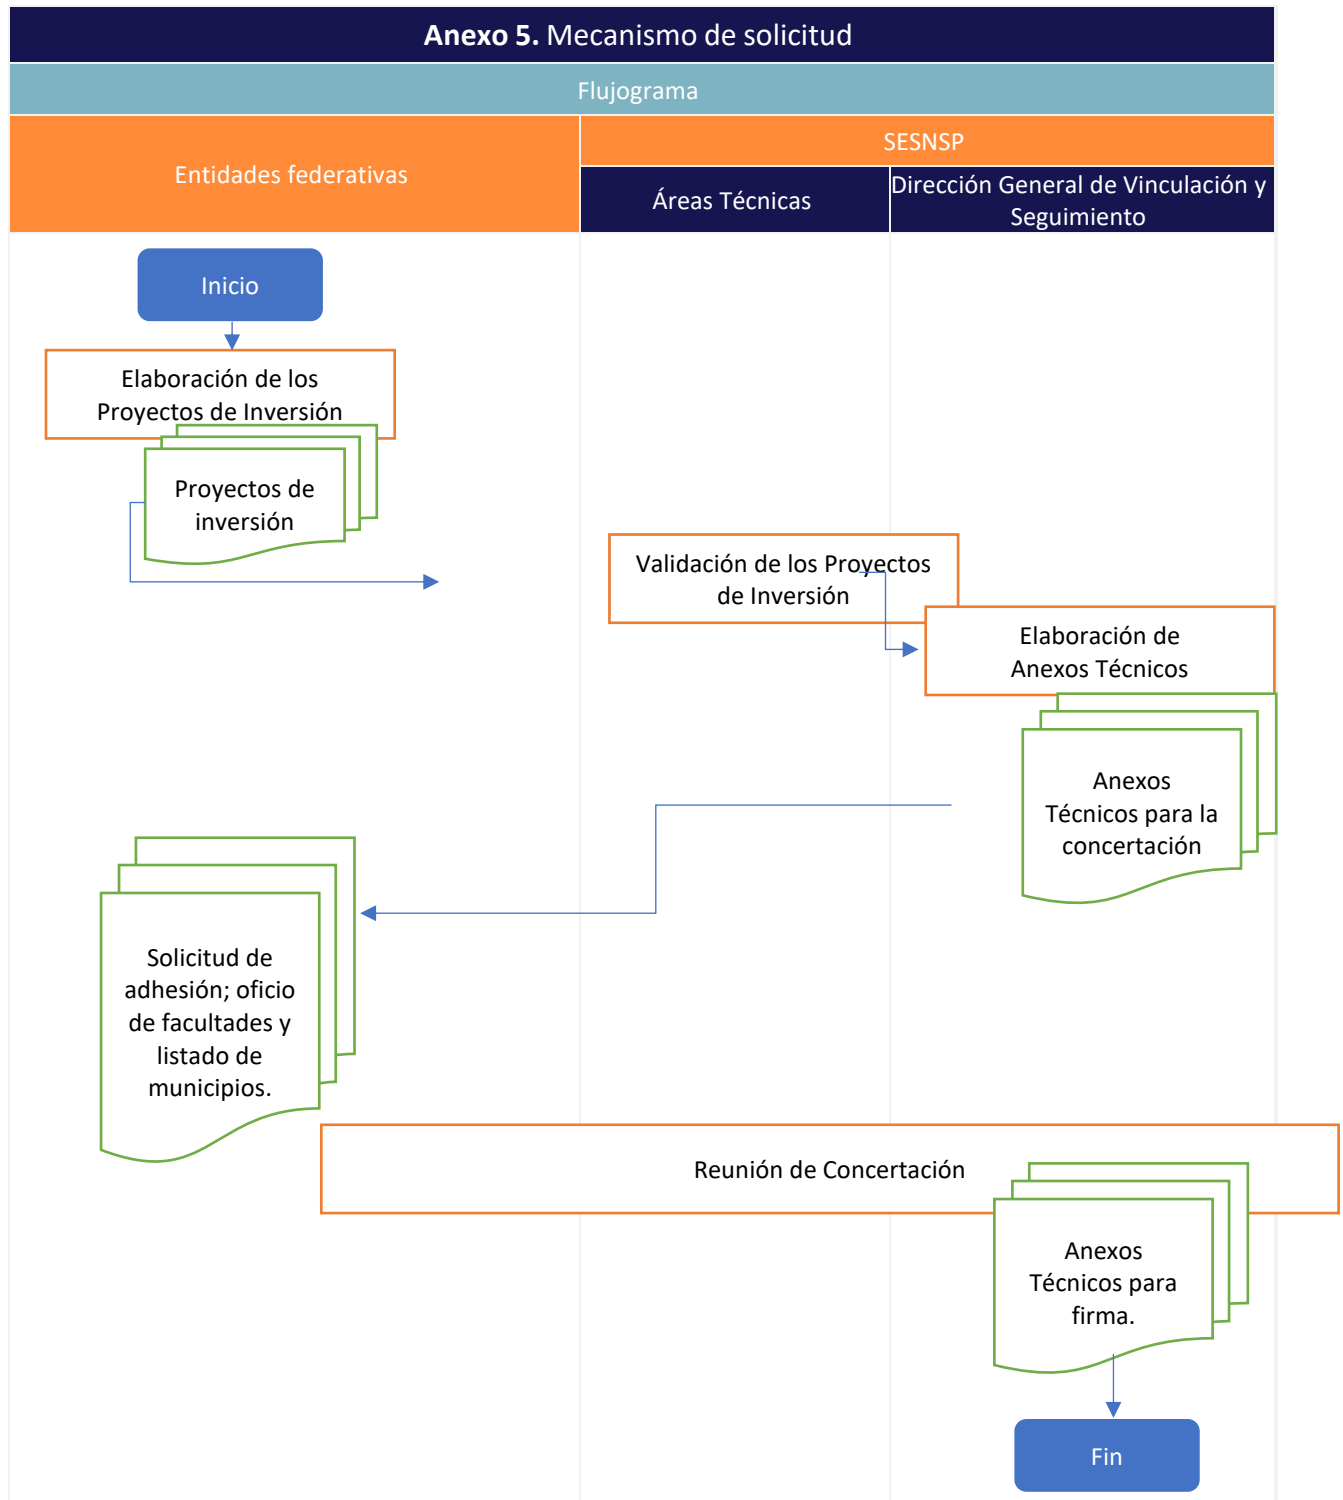 Anexo 5. Mecanismo de solicitud
Flujograma
Entidades federativas
SESNSP
Áreas Técnicas
Dirección General de Vinculación y
Seguimiento
Inicio
Elaboración de los
Proyectos de Inversión
Proyectos de
inversión
Validación de los Proyectos
de Inversión
Elaboración de
Anexos Técnicos
Anexos
Técnicos para la
concertación
Solicitud de
adhesión; oficio
de facultades y
listado de
municipios.
Reunión de Concertación
Anexos
Técnicos para
firma.
Fin